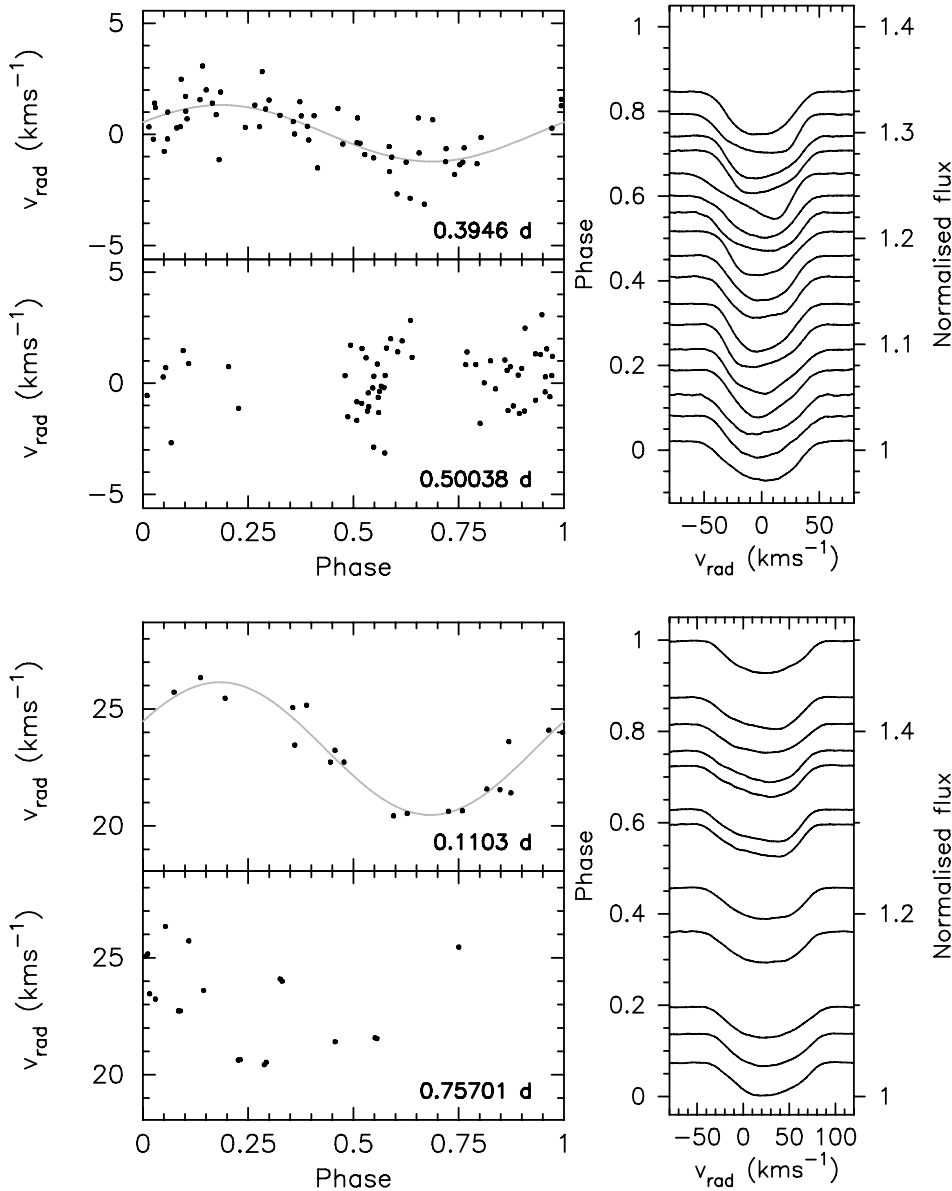 5
0
−5
v_rad (kms⁻¹)
0.3946 d
5
0
−5
v_rad (kms⁻¹)
0.50038 d
0 0.25 0.5 0.75 1
Phase
1
0.8
0.6
0.4
0.2
0
Phase
1.4
1.3
1.2
1.1
1
Normalised flux
−50 0 50
v_rad (kms⁻¹)
25
20
v_rad (kms⁻¹)
0.1103 d
25
20
v_rad (kms⁻¹)
0.75701 d
0 0.25 0.5 0.75 1
Phase
1
0.8
0.6
0.4
0.2
0
Phase
1.4
1.2
1
Normalised flux
−50 0 50 100
v_rad (kms⁻¹)